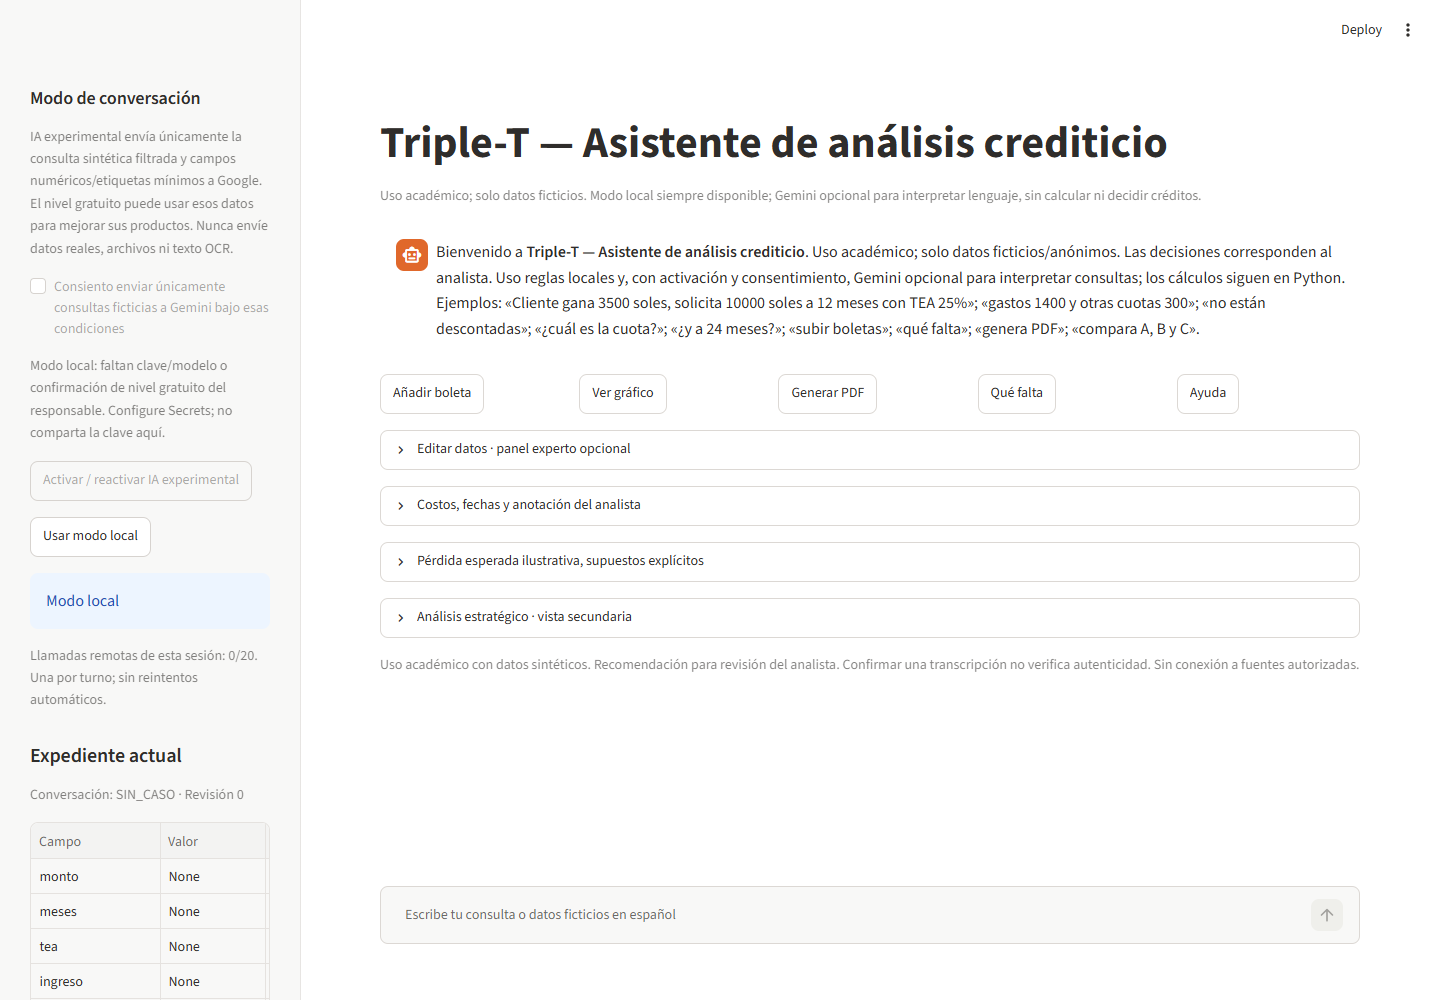 Deploy
Modo de conversación
IA experimental envía únicamente la
consulta sintética filtrada y campos
numéricos/etiquetas mínimos a Google.
El nivel gratuito puede usar esos datos
para mejorar sus productos. Nunca envíe
datos reales, archivos ni texto OCR.
Consiento enviar únicamente
consultas ficticias a Gemini bajo esas
condiciones
Modo local: faltan clave/modelo o
confirmación de nivel gratuito del
responsable. Configure Secrets; no
comparta la clave aquí.
Activar / reactivar IA experimental
Usar modo local
Modo local
Llamadas remotas de esta sesión: 0/20.
Una por turno; sin reintentos
automáticos.
Expediente actual
Conversación: SIN_CASO · Revisión 0
Campo Valor
monto None
meses None
tea None
ingreso None
Triple-T — Asistente de análisis crediticio
Uso académico; solo datos ficticios. Modo local siempre disponible; Gemini opcional para interpretar lenguaje, sin calcular ni decidir créditos.
Bienvenido a Triple-T — Asistente de análisis crediticio. Uso académico; solo datos ficticios/anónimos. Las decisiones corresponden al
analista. Uso reglas locales y, con activación y consentimiento, Gemini opcional para interpretar consultas; los cálculos siguen en Python.
Ejemplos: «Cliente gana 3500 soles, solicita 10000 soles a 12 meses con TEA 25%»; «gastos 1400 y otras cuotas 300»; «no están
descontadas»; «¿cuál es la cuota?»; «¿y a 24 meses?»; «subir boletas»; «qué falta»; «genera PDF»; «compara A, B y C».
Añadir boleta Ver gráfico Generar PDF Qué falta Ayuda
Editar datos · panel experto opcional
Costos, fechas y anotación del analista
Pérdida esperada ilustrativa, supuestos explícitos
Análisis estratégico · vista secundaria
Uso académico con datos sintéticos. Recomendación para revisión del analista. Confirmar una transcripción no verifica autenticidad. Sin conexión a fuentes autorizadas.
Escribe tu consulta o datos ficticios en español